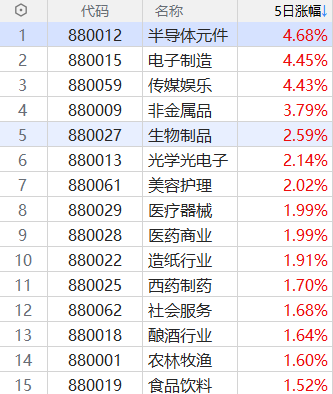 代码 名称 5日涨幅↓
1 880012 半导体元件 4.68%
2 880015 电子制造 4.45%
3 880059 传媒娱乐 4.43%
4 880009 非金属品 3.79%
5 880027 生物制品 2.59%
6 880013 光学光电子 2.14%
7 880061 美容护理 2.02%
8 880029 医疗器械 1.99%
9 880028 医药商业 1.99%
10 880022 造纸行业 1.91%
11 880025 西药制药 1.70%
12 880062 社会服务 1.68%
13 880018 酿酒行业 1.64%
14 880001 农林牧渔 1.60%
15 880019 食品饮料 1.52%